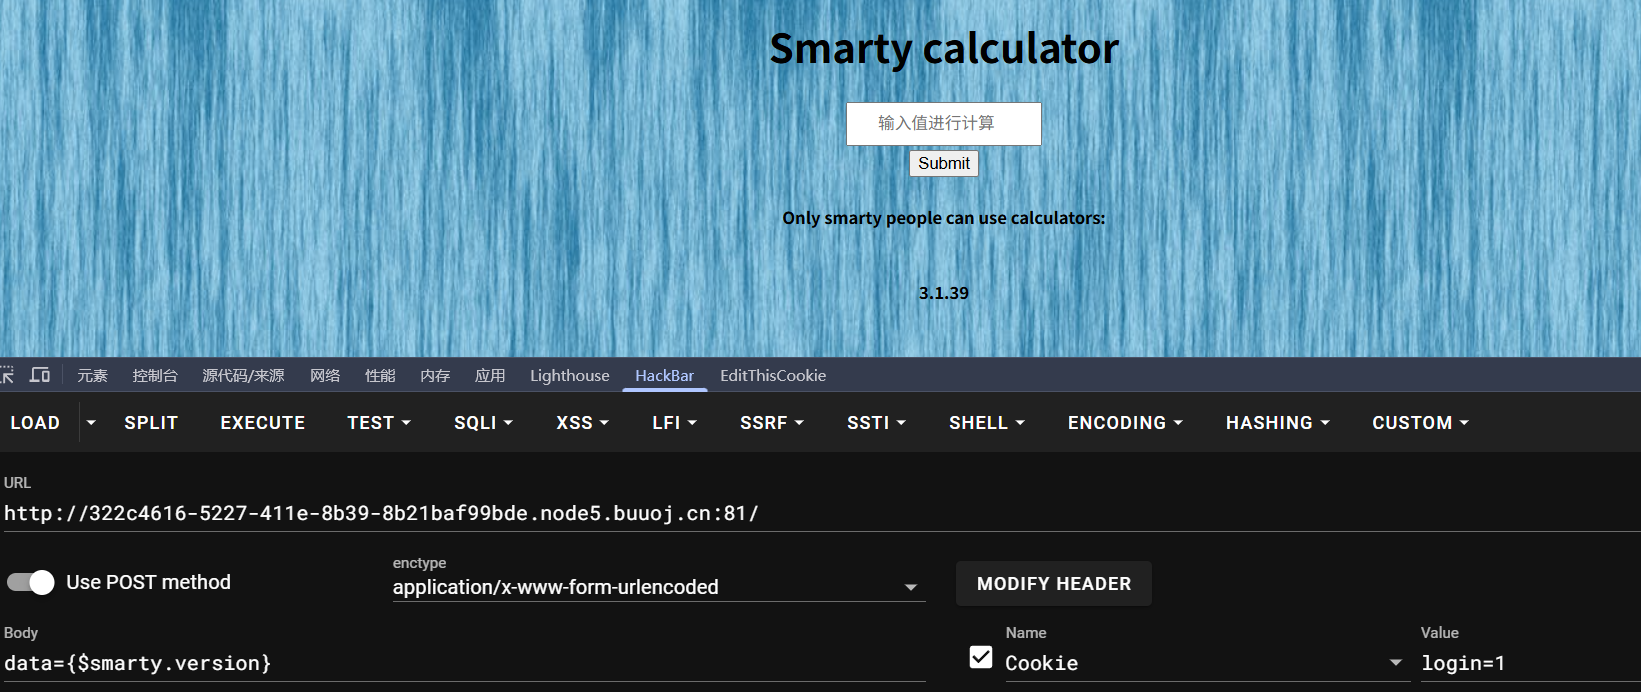 Smarty calculator
输入值进行计算
Submit
Only smarty people can use calculators:
3.1.39
元素 控制台 源代码/来源 网络 性能 内存 应用 Lighthouse HackBar EditThisCookie
LOAD SPLIT EXECUTE TEST SQLI XSS LFI SSRF SSTI SHELL ENCODING HASHING CUSTOM
URL
http://322c4616-5227-411e-8b39-8b21baf99bde.node5.buuoj.cn:81/
Use POST method
enctype
application/x-www-form-urlencoded
MODIFY HEADER
Body
data={$smarty.version}
Name
Cookie
Value
login=1